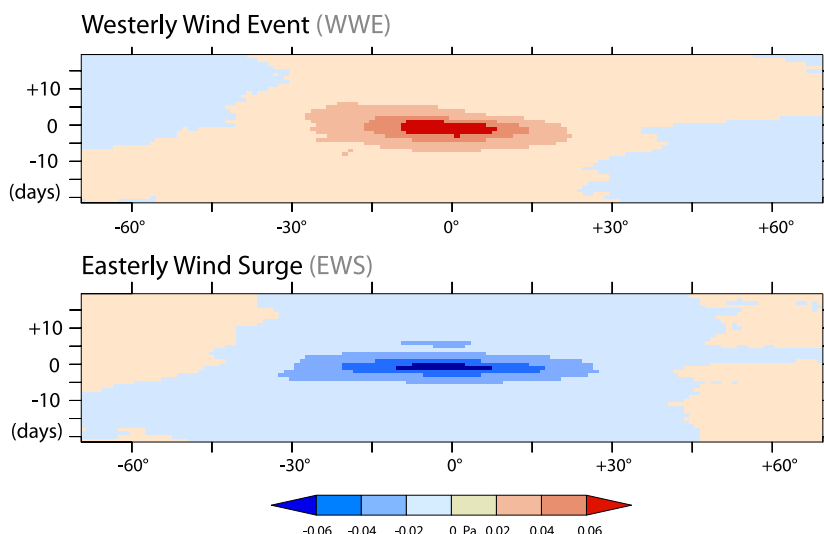 Westerly Wind Event (WWE)
+10
0
-10
(days)
-60° -30° 0° +30° +60°
Easterly Wind Surge (EWS)
+10
0
-10
(days)
-60° -30° 0° +30° +60°
-0.06 -0.04 -0.02 0 Pa 0.02 0.04 0.06